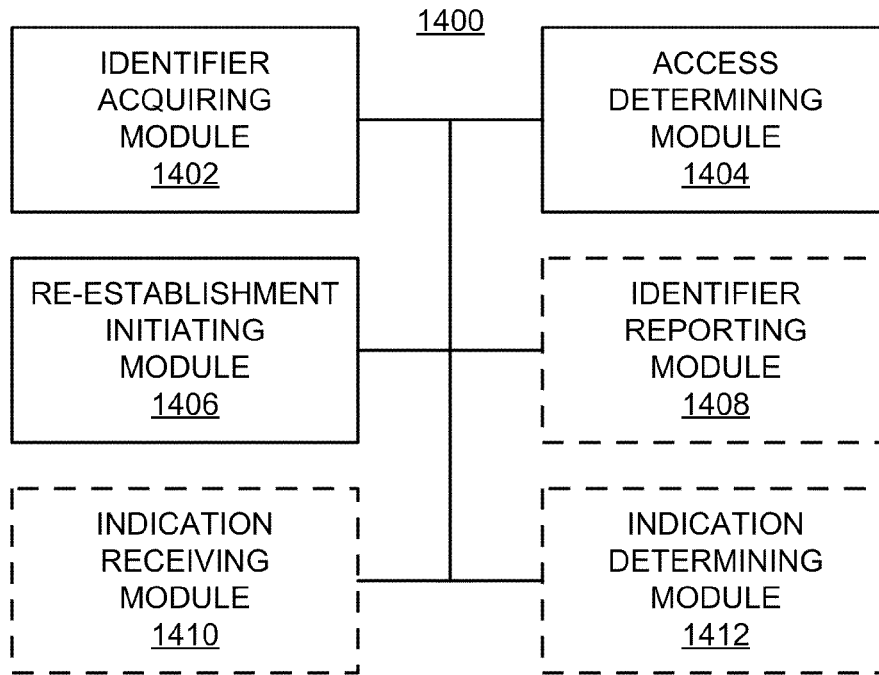 1400
IDENTIFIER
ACQUIRING
MODULE
1402
ACCESS
DETERMINING
MODULE
1404
RE-ESTABLISHMENT
INITIATING
MODULE
1406
IDENTIFIER
REPORTING
MODULE
1408
INDICATION
RECEIVING
MODULE
1410
INDICATION
DETERMINING
MODULE
1412